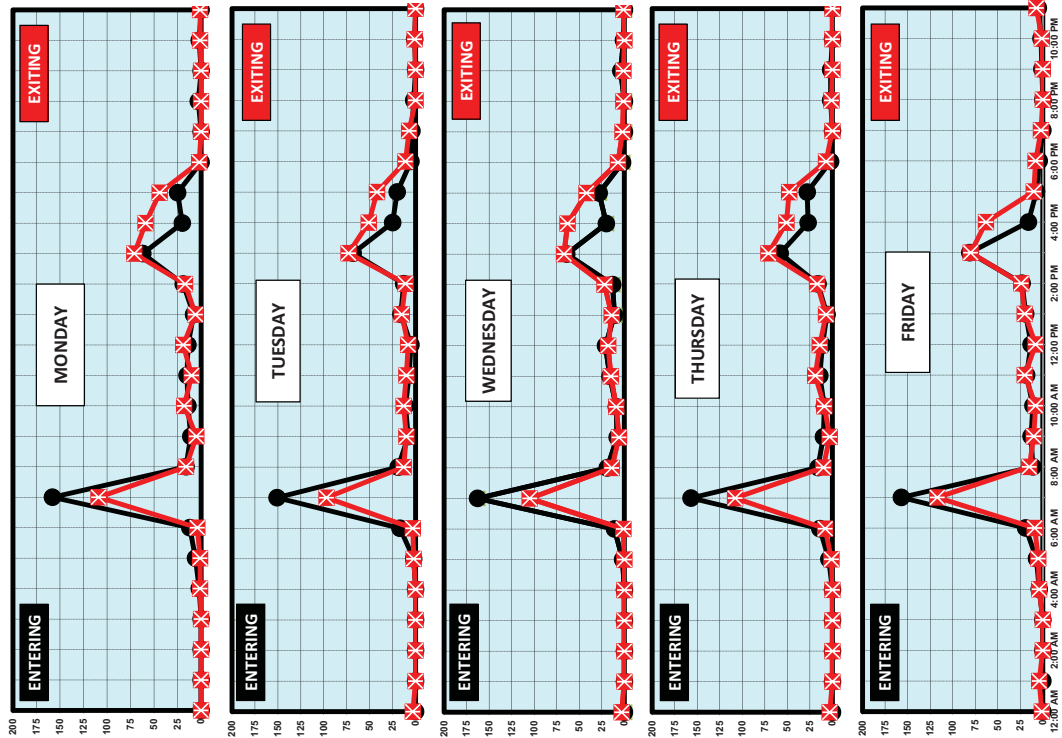 200
ENTERING
EXITING
175
150
MONDAY
125
100
75
50
25
0
200
ENTERING
EXITING
175
150
TUESDAY
125
100
75
50
25
0
200
ENTERING
EXITING
175
150
WEDNESDAY
125
100
75
50
25
0
200
ENTERING
EXITING
175
150
THURSDAY
125
100
75
50
25
0
200
ENTERING
EXITING
175
150
FRIDAY
125
100
75
50
25
0
12:00 AM 2:00 AM 4:00 AM 6:00 AM 8:00 AM 10:00 AM 12:00 PM 2:00 PM 4:00 PM 6:00 PM 8:00 PM 10:00 PM